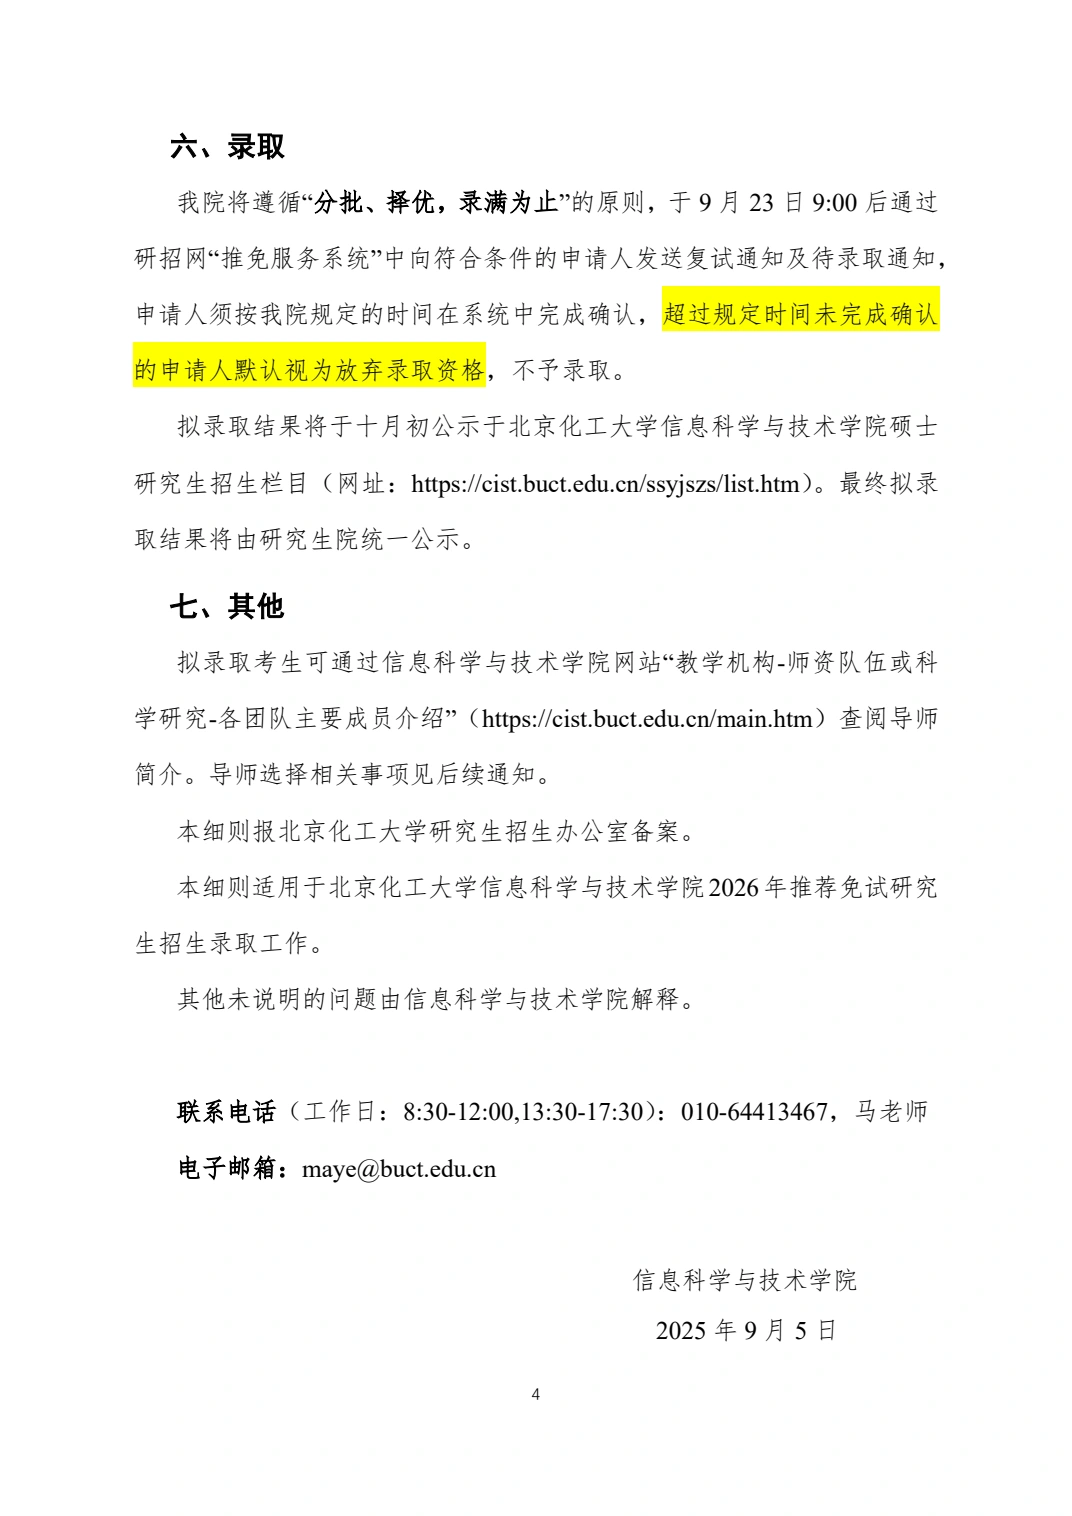 六、录取
我院将遵循“分批、择优，录满为止”的原则，于 9 月 23 日 9:00 后通过
研招网“推免服务系统”中向符合条件的申请人发送复试通知及待录取通知，
申请人须按我院规定的时间在系统中完成确认，超过规定时间未完成确认
的申请人默认视为放弃录取资格，不予录取。
拟录取结果将于十月初公示于北京化工大学信息科学与技术学院硕士
研究生招生栏目（网址：https://cist.buct.edu.cn/ssyjszs/list.htm）。最终拟录
取结果将由研究生院统一公示。
七、其他
拟录取考生可通过信息科学与技术学院网站“教学机构-师资队伍或科
学研究-各团队主要成员介绍”（https://cist.buct.edu.cn/main.htm）查阅导师
简介。导师选择相关事项见后续通知。
本细则报北京化工大学研究生招生办公室备案。
本细则适用于北京化工大学信息科学与技术学院2026年推荐免试研究
生招生录取工作。
其他未说明的问题由信息科学与技术学院解释。
联系电话（工作日：8:30-12:00,13:30-17:30）：010-64413467，马老师
电子邮箱：maye@buct.edu.cn
信息科学与技术学院
2025 年 9 月 5 日
4